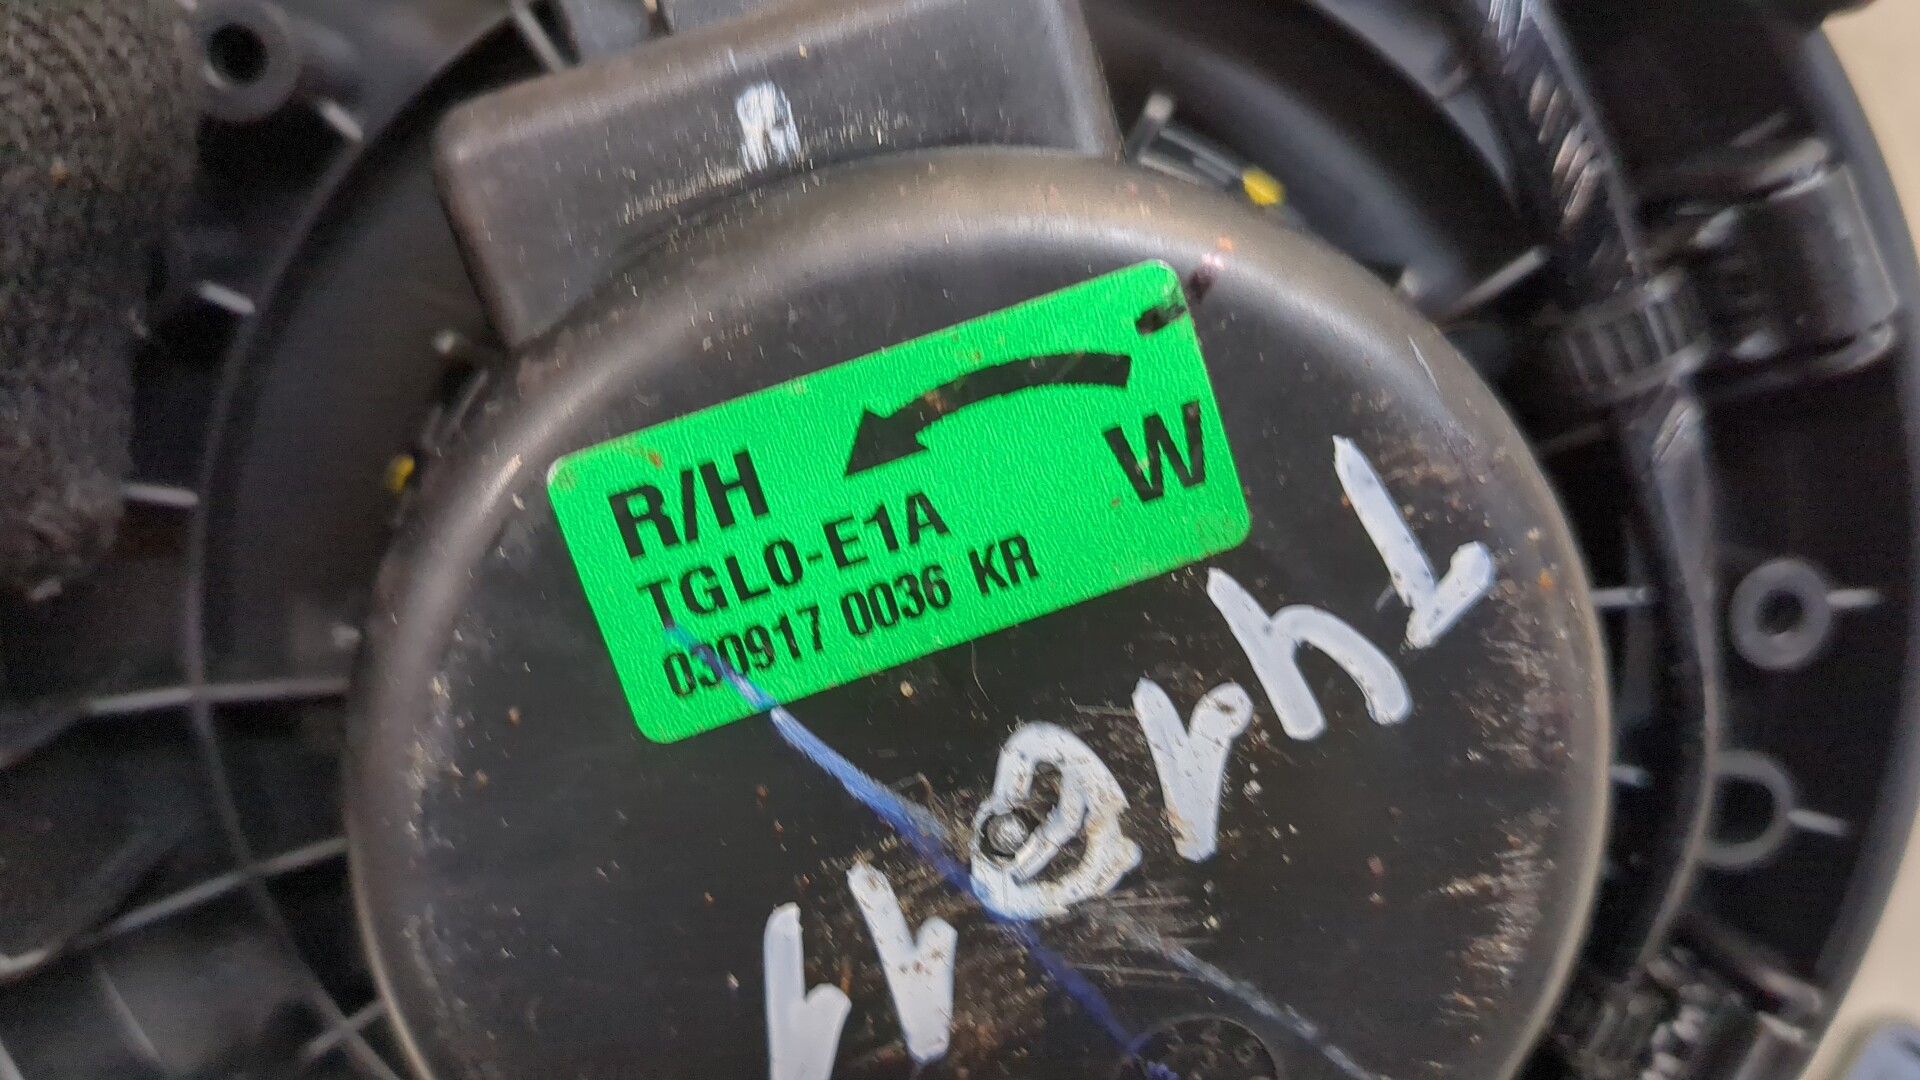 R/H
W
TGL0-E1A
030917 0036 KR